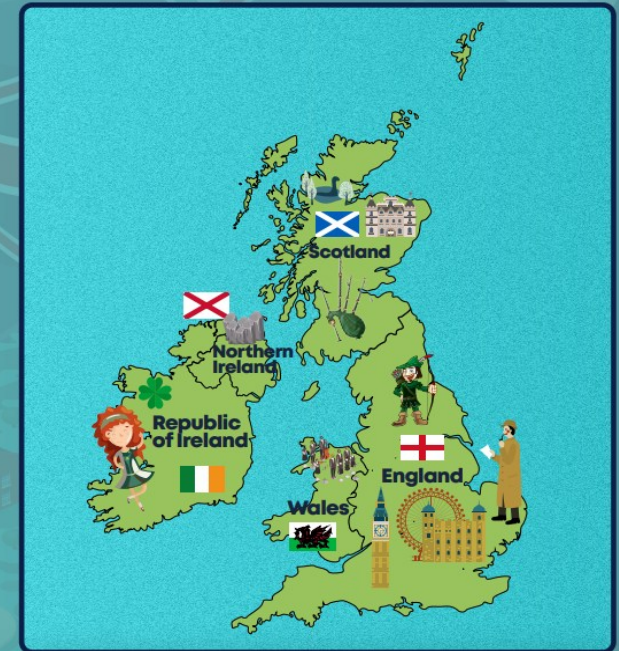 Scotland
Northern
Ireland
Republic
of Ireland
England
Wales